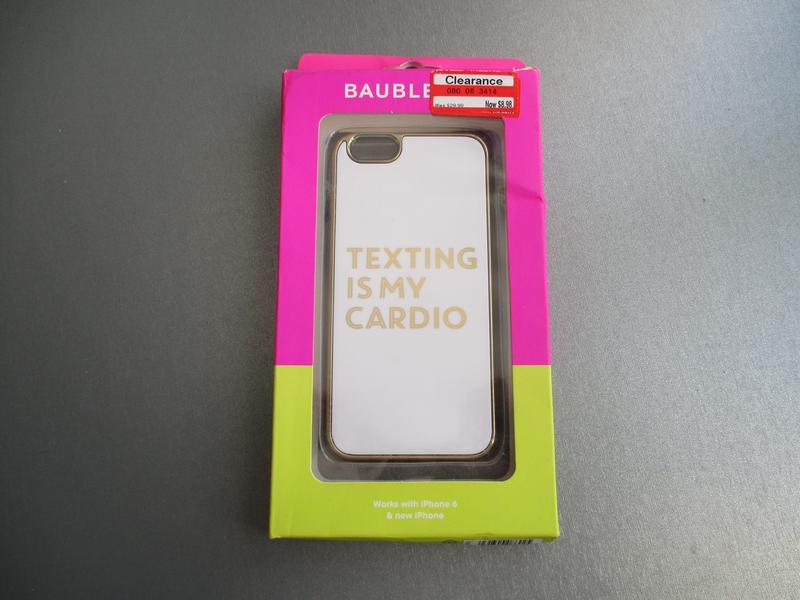 BAUBLE
Clearance
080 08 3414
Was $29.99 Now $8.98
TEXTING
IS MY
CARDIO
Works with iPhone 6
& new iPhone